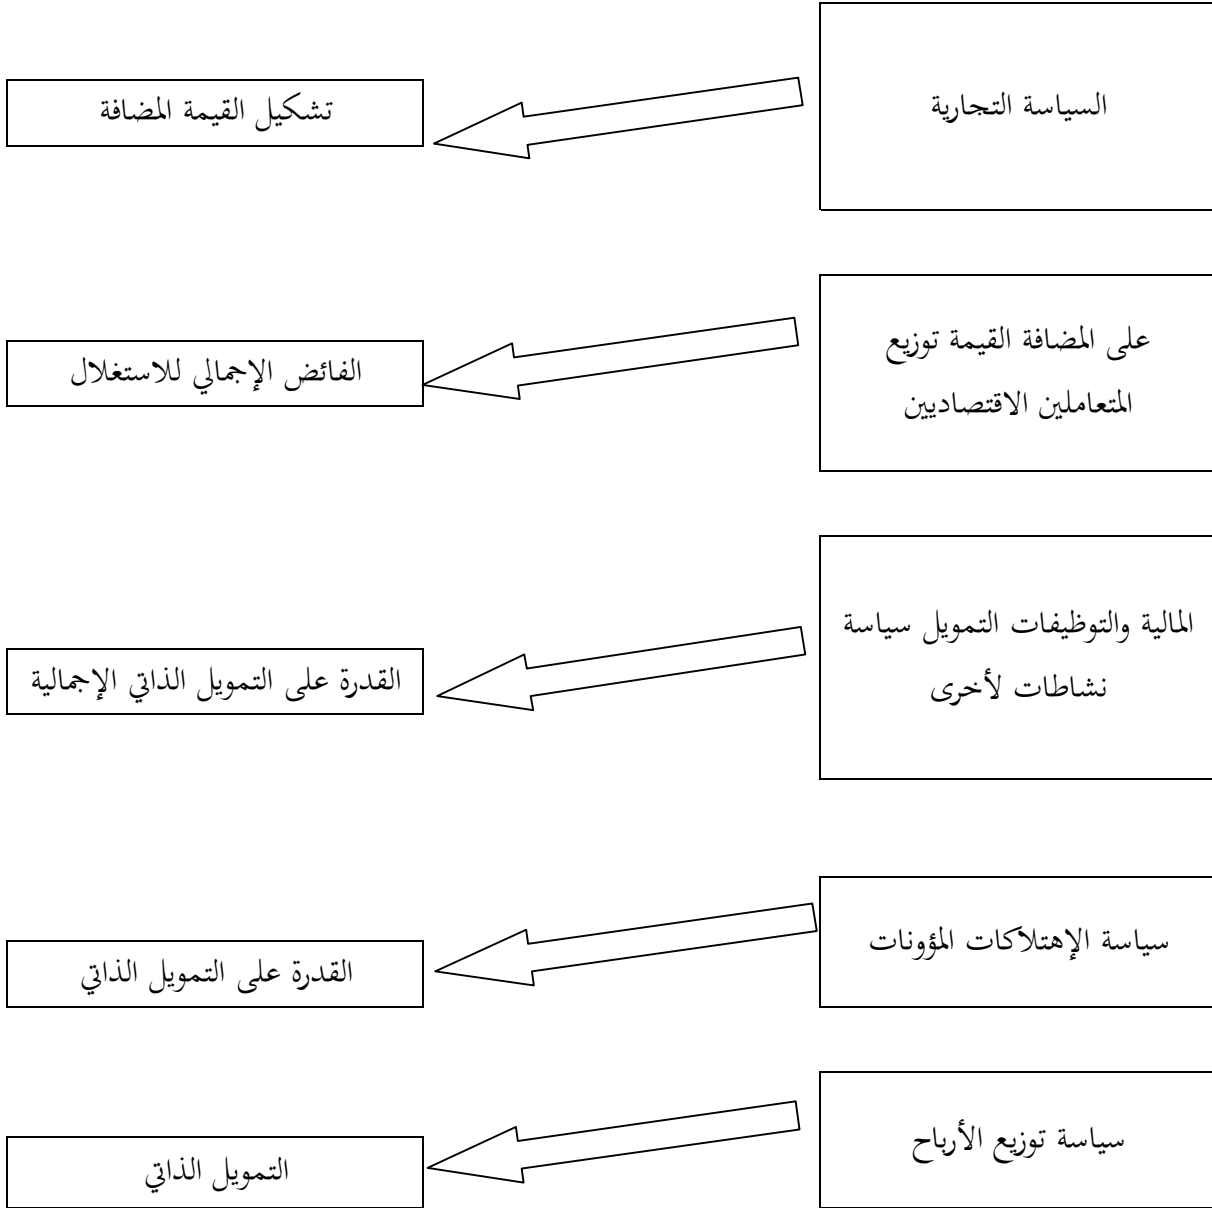 السياسة التجارية
تشكيل القيمة المضافة
على المضافة القيمة توزيع
المتعاملين الاقتصاديين
الفائض الإجمالي للاستغلال
المالية والتوظيفات التمويل سياسة
نشاطات لأخرى
القدرة على التمويل الذاتي الإجمالية
سياسة الإهتلاكات المؤونات
القدرة على التمويل الذاتي
سياسة توزيع الأرباح
التمويل الذاتي